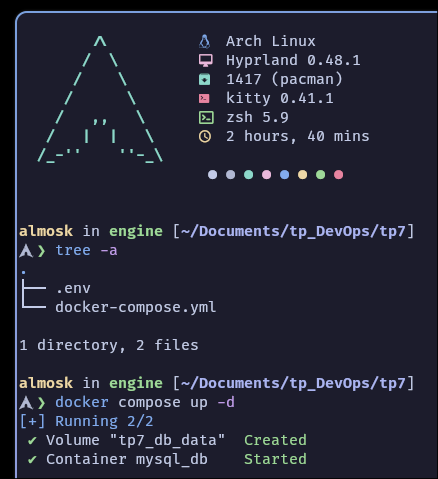 Arch Linux
Hyprland 0.48.1
1417 (pacman)
kitty 0.41.1
zsh 5.9
2 hours, 40 mins
almosk in engine [~/Documents/tp_DevOps/tp7]
❯ tree -a
.
├── .env
└── docker-compose.yml
1 directory, 2 files
almosk in engine [~/Documents/tp_DevOps/tp7]
❯ docker compose up -d
[+] Running 2/2
✔ Volume "tp7_db_data" Created
✔ Container mysql_db Started